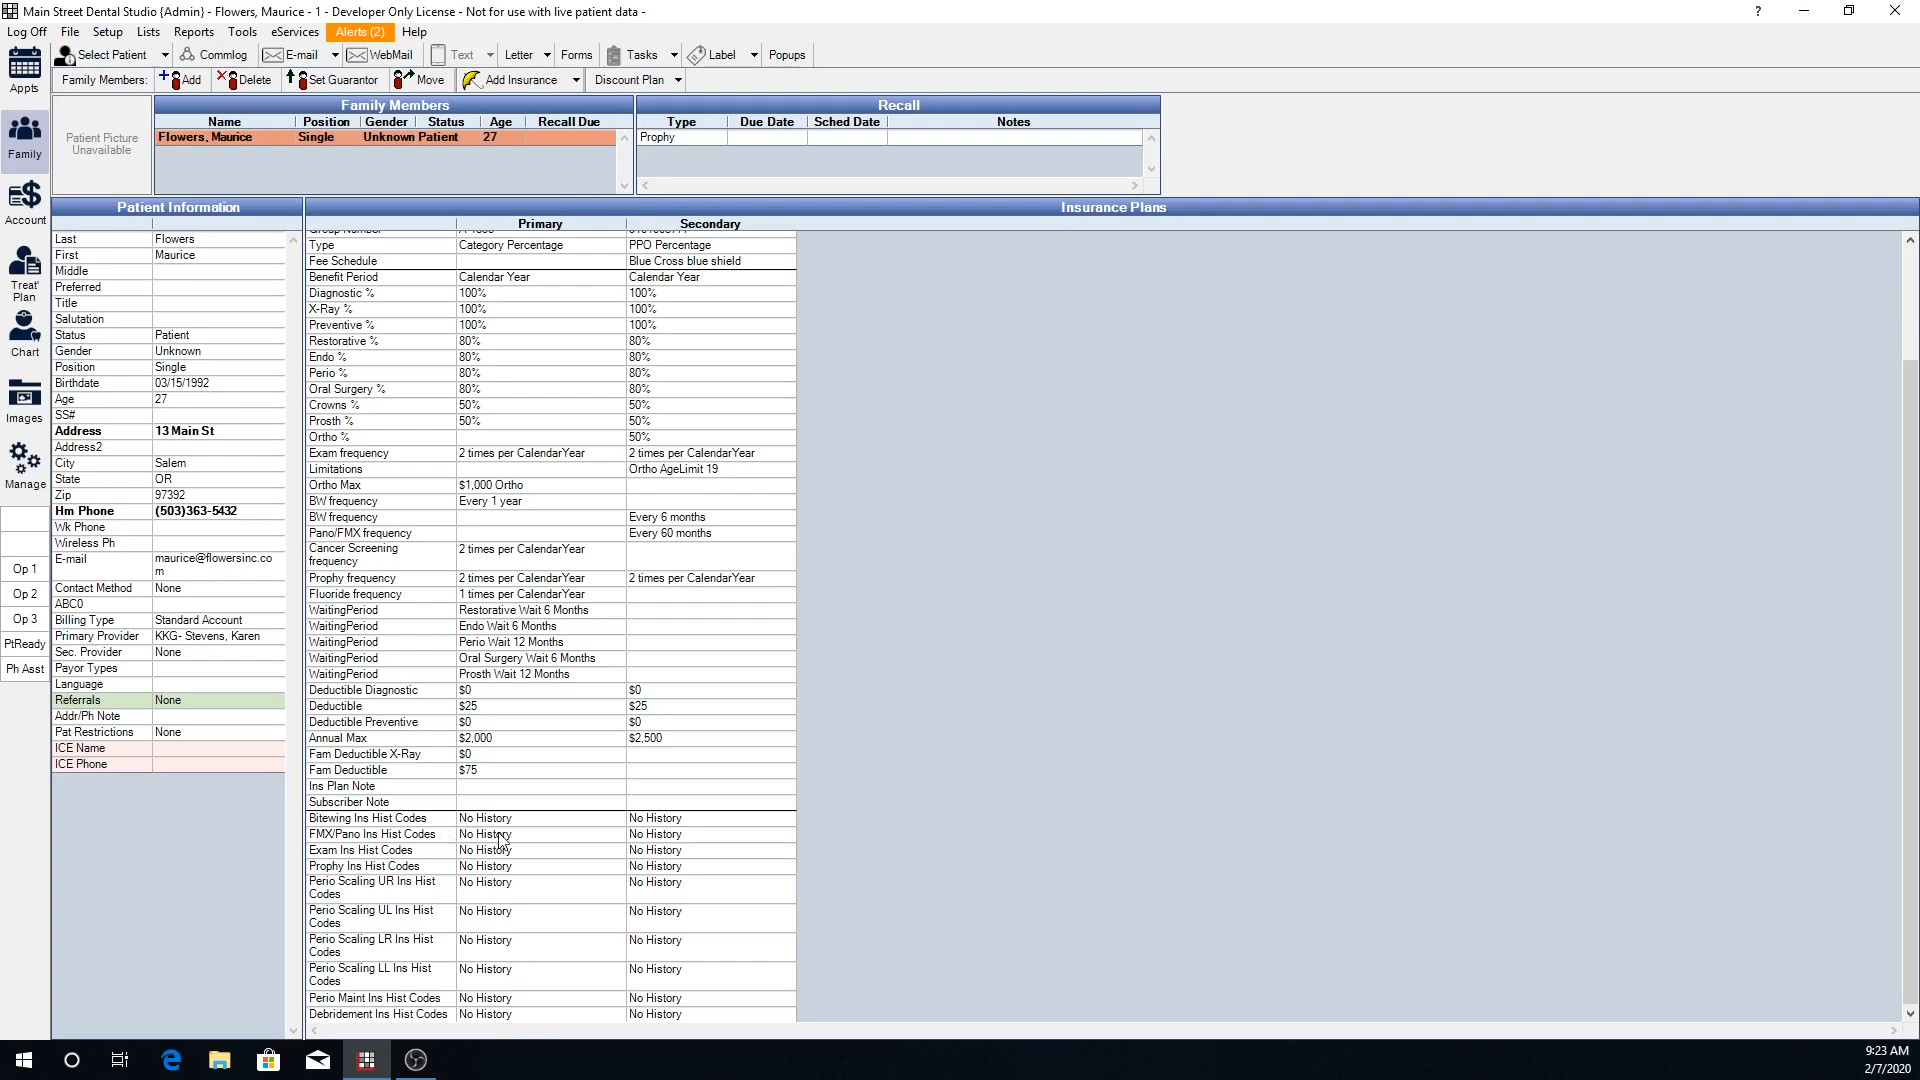 Main Street Dental Studio {Admin} - Flowers, Maurice - 1 - Developer Only License - Not for use with live patient data -
Log Off File Setup Lists Reports Tools eServices Alerts (2) Help
Select Patient Commlog E-mail WebMail Text Letter Forms Tasks Label Popups
Family Members: Add Delete Set Guarantor Move Add Insurance Discount Plan
Appts
Family
Account
Treat'
Plan
Chart
Images
Manage
Op 1
Op 2
Op 3
PtReady
Ph Asst
Patient Picture
Unavailable
Family Members
Name Position Gender Status Age Recall Due
Flowers, Maurice Single Unknown Patient 27
Recall
Type Due Date Sched Date Notes
Prophy
Patient Information
Last Flowers
First Maurice
Middle
Preferred
Title
Salutation
Status Patient
Gender Unknown
Position Single
Birthdate 03/15/1992
Age 27
SS#
Address 13 Main St
Address2
City Salem
State OR
Zip 97392
Hm Phone (503)363-5432
Wk Phone
Wireless Ph
E-mail maurice@flowersinc.co
m
Contact Method None
ABC0
Billing Type Standard Account
Primary Provider KKG- Stevens, Karen
Sec. Provider None
Payor Types
Language
Referrals None
Addr/Ph Note
Pat Restrictions None
ICE Name
ICE Phone
Insurance Plans
Primary Secondary
Type Category Percentage PPO Percentage
Fee Schedule Blue Cross blue shield
Benefit Period Calendar Year Calendar Year
Diagnostic % 100% 100%
X-Ray % 100% 100%
Preventive % 100% 100%
Restorative % 80% 80%
Endo % 80% 80%
Perio % 80% 80%
Oral Surgery % 80% 80%
Crowns % 50% 50%
Prosth % 50% 50%
Ortho % 50%
Exam frequency 2 times per CalendarYear 2 times per CalendarYear
Limitations Ortho AgeLimit 19
Ortho Max $1,000 Ortho
BW frequency Every 1 year
BW frequency Every 6 months
Pano/FMX frequency Every 60 months
Cancer Screening 2 times per CalendarYear
frequency
Prophy frequency 2 times per CalendarYear 2 times per CalendarYear
Fluoride frequency 1 times per CalendarYear
WaitingPeriod Restorative Wait 6 Months
WaitingPeriod Endo Wait 6 Months
WaitingPeriod Perio Wait 12 Months
WaitingPeriod Oral Surgery Wait 6 Months
WaitingPeriod Prosth Wait 12 Months
Deductible Diagnostic $0 $0
Deductible $25 $25
Deductible Preventive $0 $0
Annual Max $2,000 $2,500
Fam Deductible X-Ray $0
Fam Deductible $75
Ins Plan Note
Subscriber Note
Bitewing Ins Hist Codes No History No History
FMX/Pano Ins Hist Codes No History No History
Exam Ins Hist Codes No History No History
Prophy Ins Hist Codes No History No History
Perio Scaling UR Ins Hist No History No History
Codes
Perio Scaling UL Ins Hist No History No History
Codes
Perio Scaling LR Ins Hist No History No History
Codes
Perio Scaling LL Ins Hist No History No History
Codes
Perio Maint Ins Hist Codes No History No History
Debridement Ins Hist Codes No History No History
9:23 AM
2/7/2020